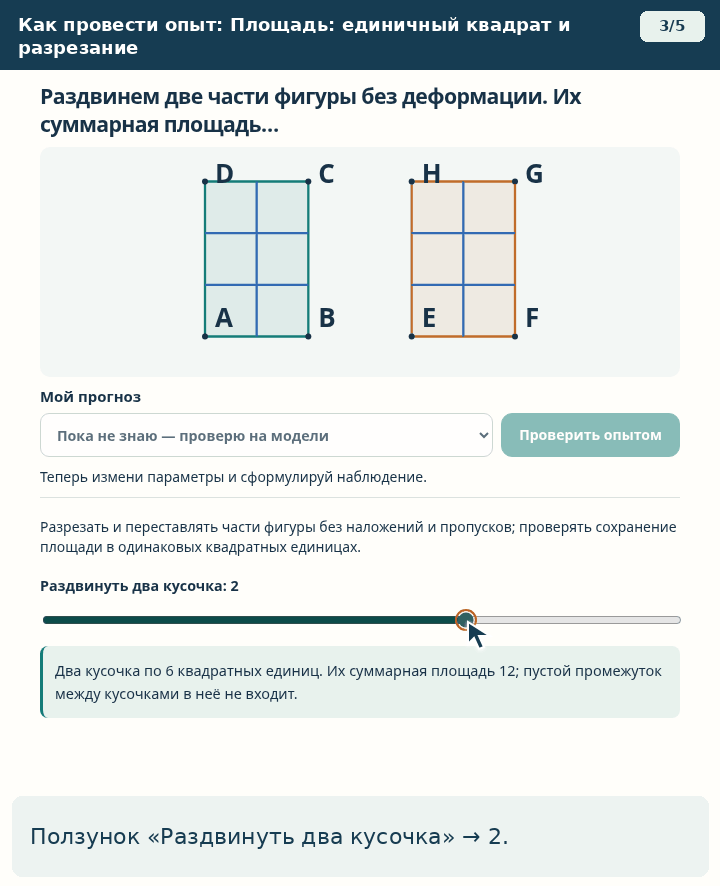 Как провести опыт: Площадь: единичный квадрат и
разрезание
3/5
Раздвинем две части фигуры без деформации. Их
суммарная площадь…
D C H G
A B E F
Мой прогноз
Пока не знаю — проверю на модели
Проверить опытом
Теперь измени параметры и сформулируй наблюдение.
Разрезать и переставлять части фигуры без наложений и пропусков; проверять сохранение
площади в одинаковых квадратных единицах.
Раздвинуть два кусочка: 2
Два кусочка по 6 квадратных единиц. Их суммарная площадь 12; пустой промежуток
между кусочками в неё не входит.
Ползунок «Раздвинуть два кусочка» → 2.